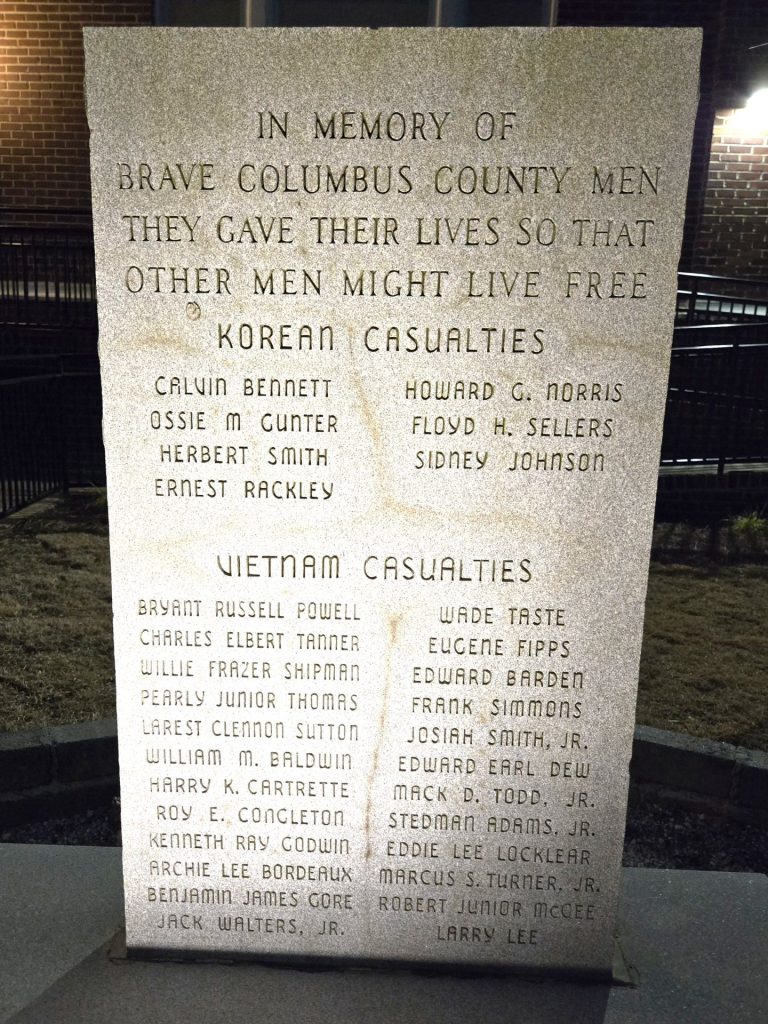 IN MEMORY OF
BRAVE COLUMBUS COUNTY MEN
THEY GAVE THEIR LIVES SO THAT
OTHER MEN MIGHT LIVE FREE
KOREAN CASUALTIES
CALVIN BENNETT
OSSIE M GUNTER
HERBERT SMITH
ERNEST RACKLEY
HOWARD G. NORRIS
FLOYD H. SELLERS
SIDNEY JOHNSON
VIETNAM CASUALTIES
BRYANT RUSSELL POWELL
CHARLES ELBERT TANNER
WILLIE FRAZER SHIPMAN
PEARLY JUNIOR THOMAS
LAREST CLENNON SUTTON
WILLIAM M. BALDWIN
HARRY K. CARTRETTE
ROY E. CONGLETON
KENNETH RAY GODWIN
ARCHIE LEE BORDEAUX
BENJAMIN JAMES GORE
JACK WALTERS, JR.
WADE TASTE
EUGENE FIPPS
EDWARD BARDEN
FRANK SIMMONS
JOSIAH SMITH, JR.
EDWARD EARL DEW
MACK D. TODD, JR.
STEDMAN ADAMS, JR.
EDDIE LEE LOCKLEAR
MARCUS S. TURNER, JR.
ROBERT JUNIOR McGEE
LARRY LEE